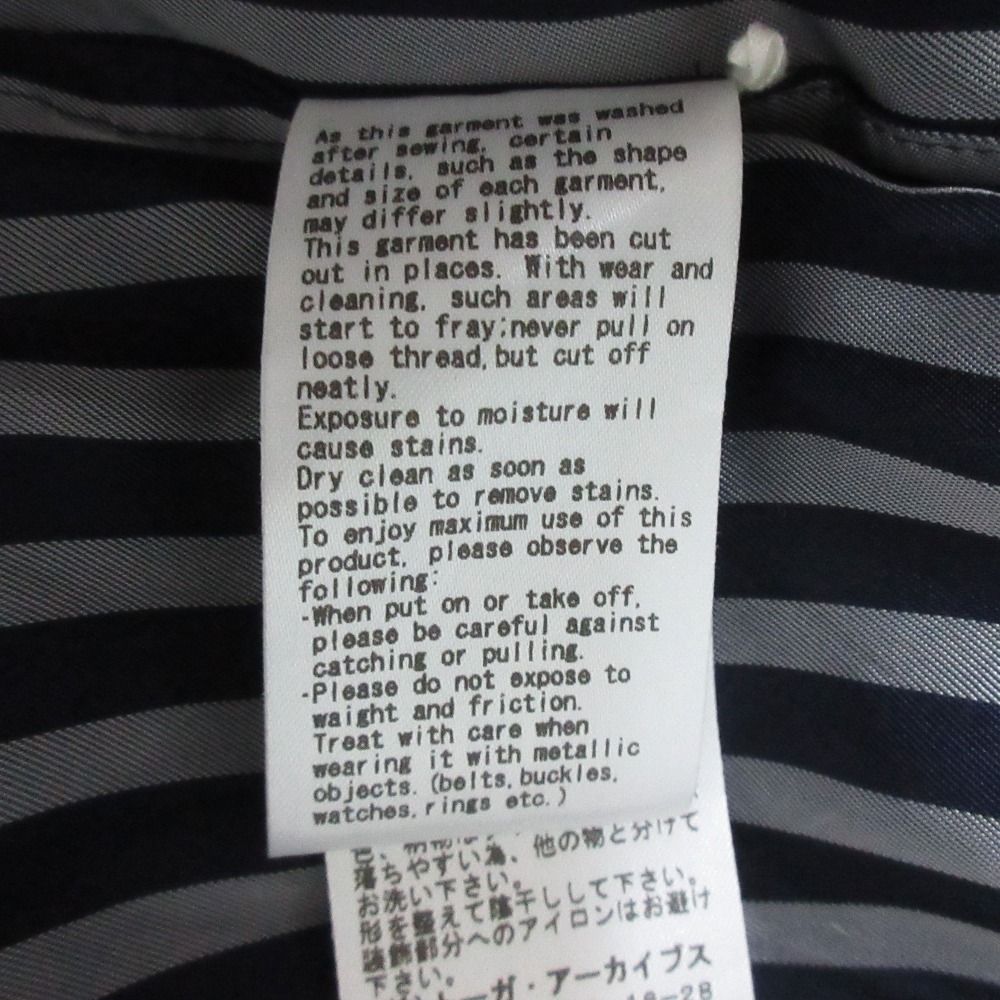 As this garment was washed
after sewing, certain
details, such as the shape
and size of each garment,
may differ slightly.
This garment has been cut
out in places. With wear and
cleaning, such areas will
start to fray;never pull on
loose thread,but cut off
neatly.
Exposure to moisture will
cause stains.
Dry clean as soon as
possible to remove stains.
To enjoy maximum use of this
product, please observe the
following:
-When put on or take off,
please be careful against
catching or pulling.
-Please do not expose to
waight and friction.
Treat with care when
wearing it with metallic
objects. (belts,buckles,
watches,rings etc.)
色、柄物は
落ちやすい為、他の物と分けて
お洗い下さい。
形を整えて陰干しして下さい。
装飾部分へのアイロンはお避け
下さい。
ーガ・アーカイブス
18-28